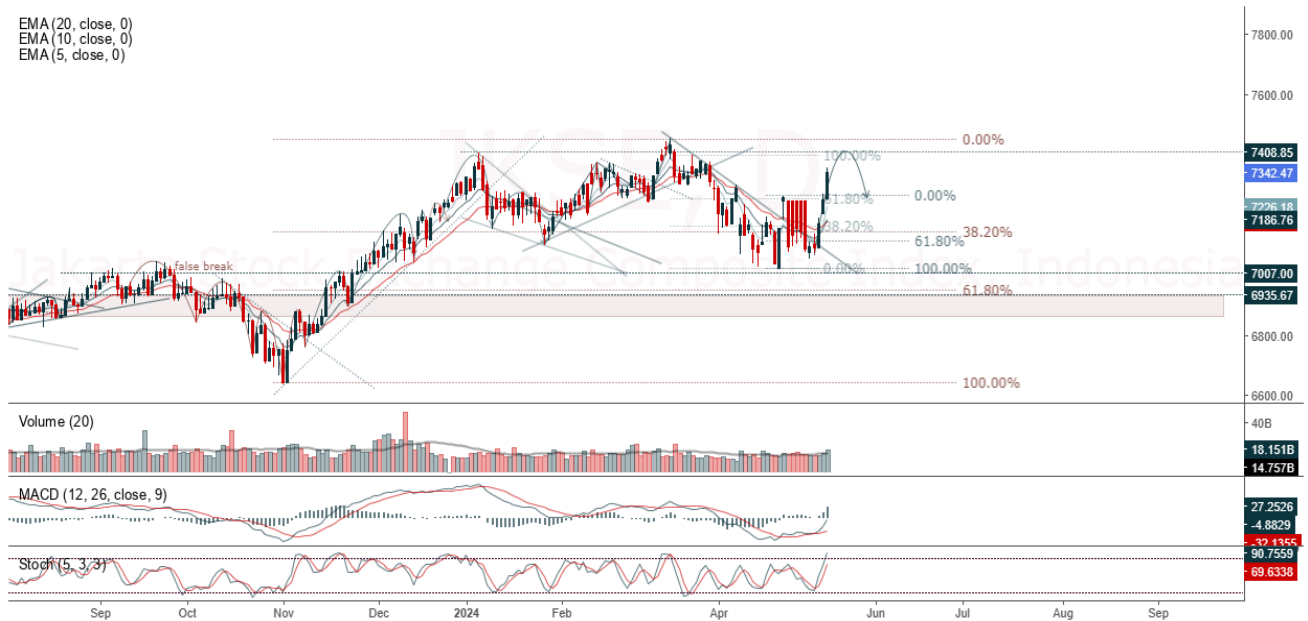 EMA (20, close, 0)
EMA (10, close, 0)
EMA (5, close, 0)
7800.00
7600.00
0.00%
100.00%
7408.85
7342.47
61.80%
0.00%
7226.18
7186.76
38.20%
38.20%
61.80%
false break
0.00%
100.00%
7007.00
61.80%
6935.67
6800.00
100.00%
6600.00
Volume (20)
40B
18.151B
14.757B
MACD (12, 26, close, 9)
27.2526
-4.8829
-32.1355
Stoch (5, 3, 3)
90.7559
69.6338
Sep Oct Nov Dec 2024 Feb Apr Jun Jul Aug Sep